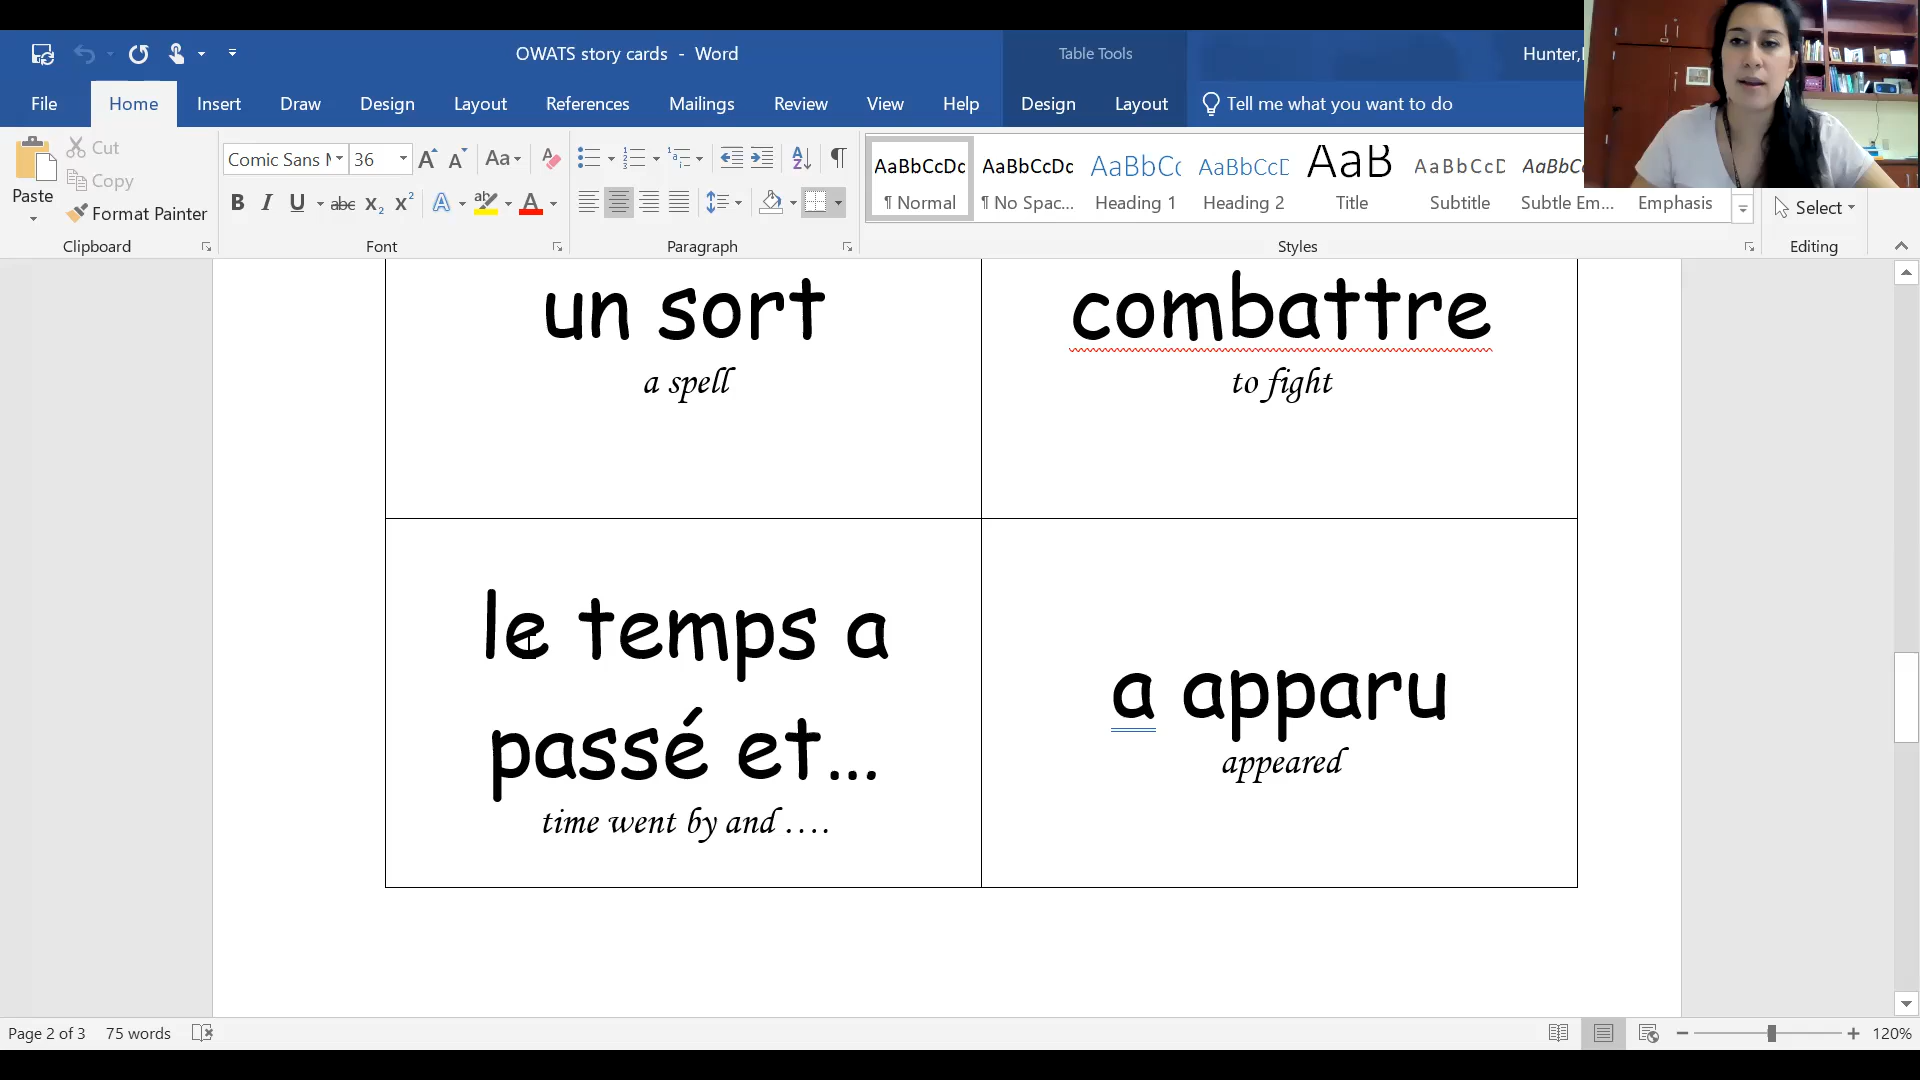 OWATS story cards - Word
Table Tools
Hunter,
File Home Insert Draw Design Layout References Mailings Review View Help Design Layout Tell me what you want to do
Paste
Cut
Copy
Format Painter
Clipboard
Comic Sans M 36
Font
Paragraph
AaBbCcDc AaBbCcDc AaBbCc AaBbCcD AaB AaBbCcD AaBbCc
¶ Normal ¶ No Spac... Heading 1 Heading 2 Title Subtitle Subtle Em... Emphasis
Styles
Select
Editing
un sort
a spell
combattre
to fight
le temps a
passé et...
time went by and ....
a apparu
appeared
Page 2 of 3 75 words
120%